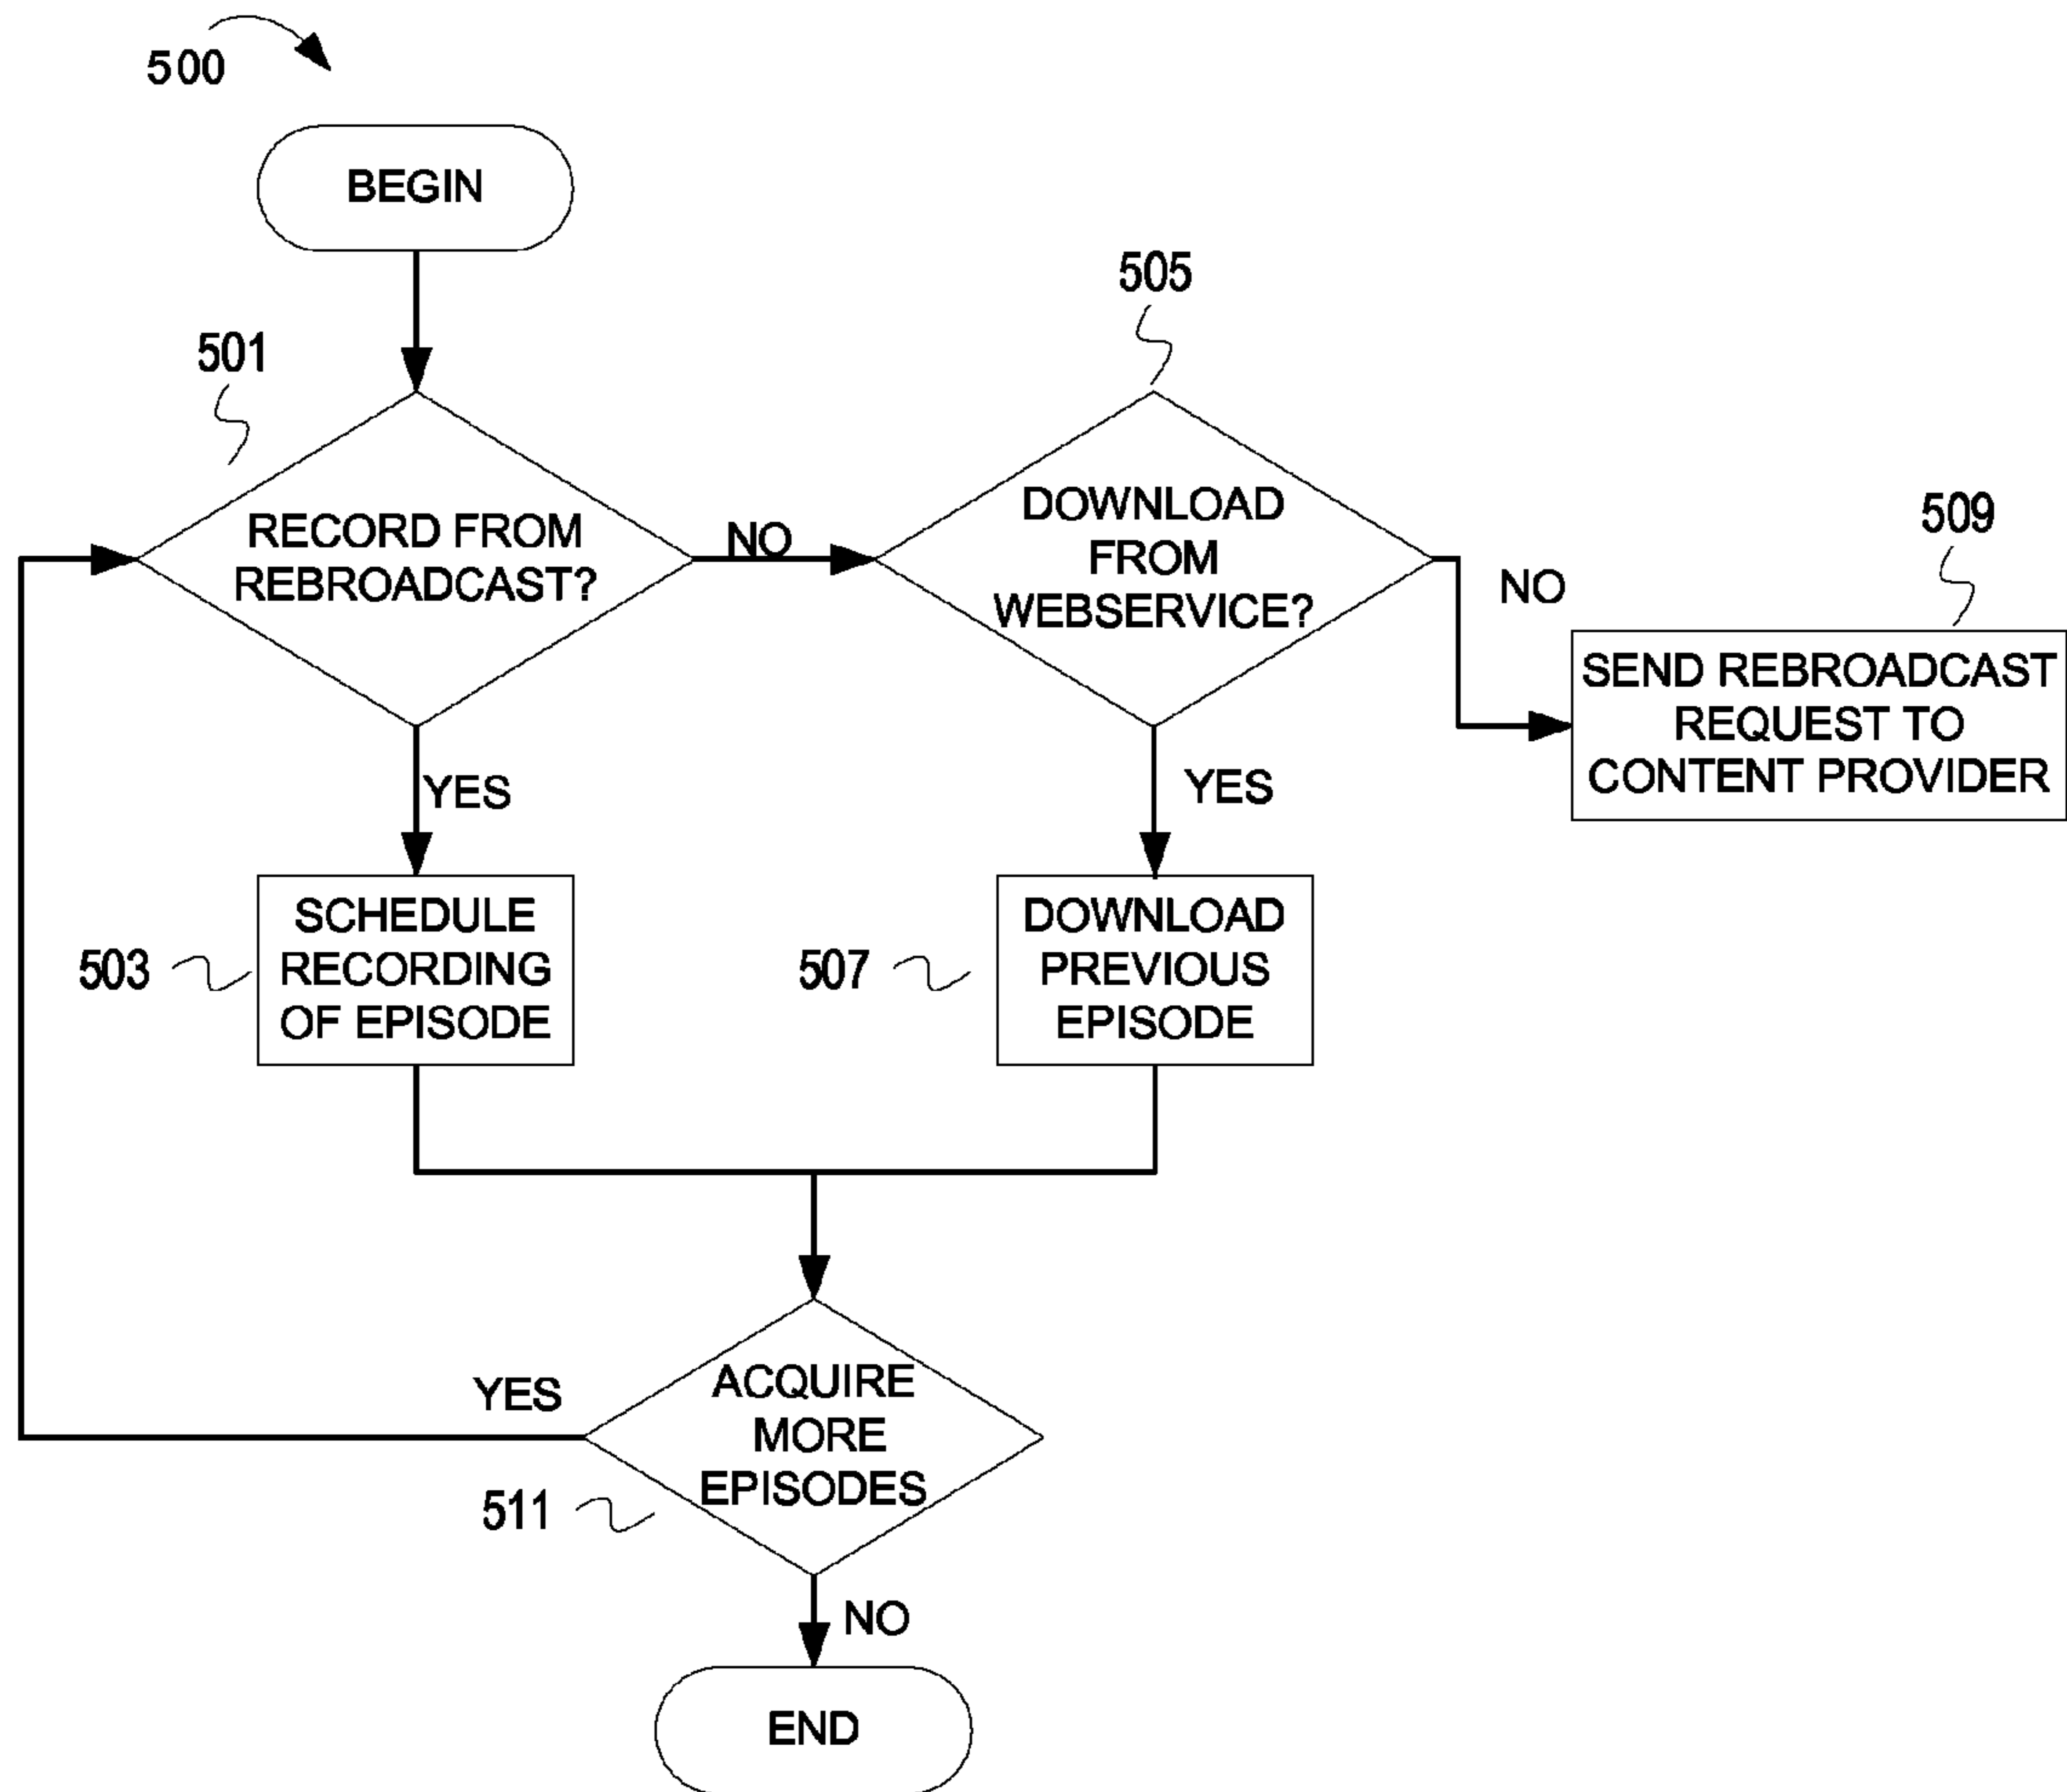 500
BEGIN
501
RECORD FROM
REBROADCAST?
NO
505
DOWNLOAD
FROM
WEBSERVICE?
NO
509
SEND REBROADCAST
REQUEST TO
CONTENT PROVIDER
YES
YES
503
SCHEDULE
RECORDING
OF EPISODE
507
DOWNLOAD
PREVIOUS
EPISODE
YES
ACQUIRE
MORE
EPISODES
511
NO
END